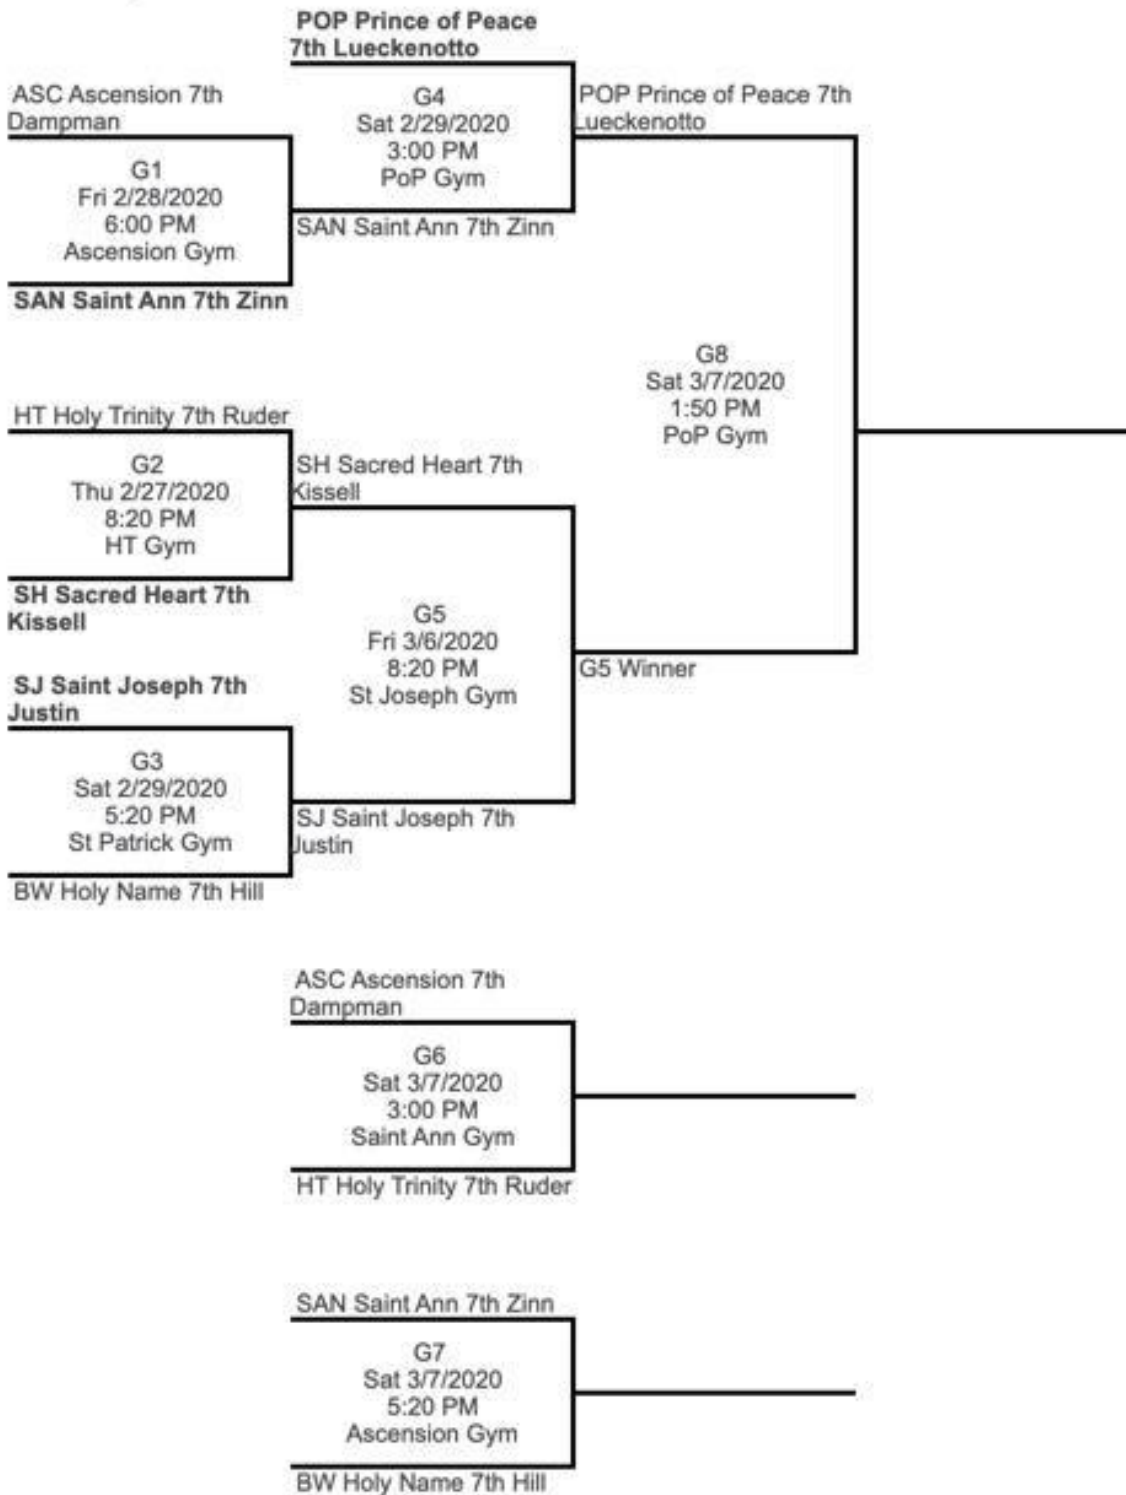 POP Prince of Peace
7th Lueckenotto
ASC Ascension 7th
Dampman
G4
Sat 2/29/2020
3:00 PM
PoP Gym
POP Prince of Peace 7th
Lueckenotto
G1
Fri 2/28/2020
6:00 PM
Ascension Gym
SAN Saint Ann 7th Zinn
SAN Saint Ann 7th Zinn
G8
Sat 3/7/2020
1:50 PM
PoP Gym
HT Holy Trinity 7th Ruder
G2
Thu 2/27/2020
8:20 PM
HT Gym
SH Sacred Heart 7th
Kissell
SH Sacred Heart 7th
Kissell
G5
Fri 3/6/2020
8:20 PM
St Joseph Gym
G5 Winner
SJ Saint Joseph 7th
Justin
G3
Sat 2/29/2020
5:20 PM
St Patrick Gym
SJ Saint Joseph 7th
Justin
BW Holy Name 7th Hill
ASC Ascension 7th
Dampman
G6
Sat 3/7/2020
3:00 PM
Saint Ann Gym
HT Holy Trinity 7th Ruder
SAN Saint Ann 7th Zinn
G7
Sat 3/7/2020
5:20 PM
Ascension Gym
BW Holy Name 7th Hill